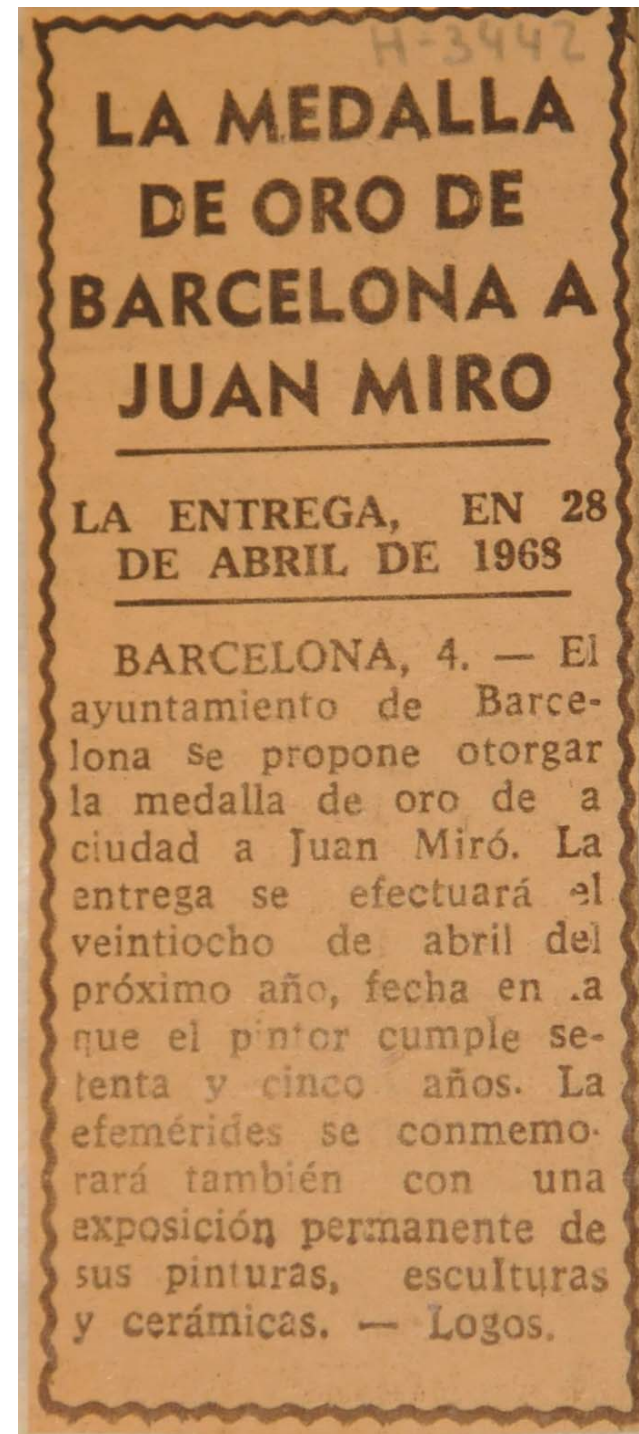 H-3442
LA MEDALLA
DE ORO DE
BARCELONA A
JUAN MIRO
LA ENTREGA, EN 28
DE ABRIL DE 1968
BARCELONA, 4. — El
ayuntamiento de Barce-
lona se propone otorgar
la medalla de oro de a
ciudad a Juan Miró. La
entrega se efectuará el
veintiocho de abril del
próximo año, fecha en .a
que el pintor cumple se-
tenta y cinco años. La
efemérides se conmemo-
rará también con una
exposición permanente de
sus pinturas, esculturas
y cerámicas. — Logos.